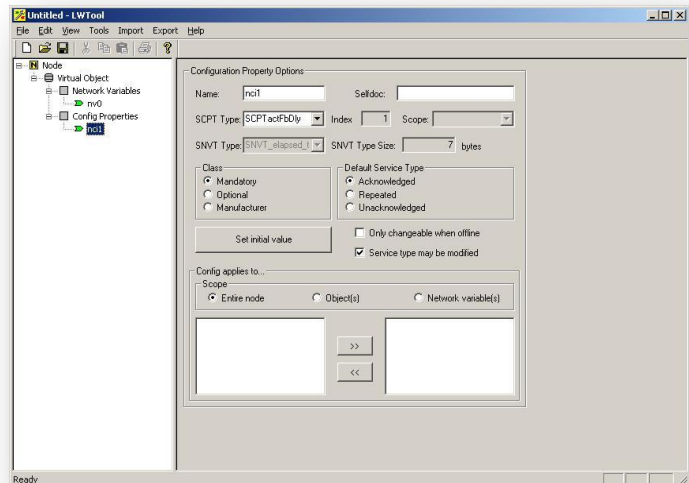 Untitled - LWTool
File Edit View Tools Import Export Help
Node
Virtual Object
Network Variables
nv0
Config Properties
nci1
Configuration Property Options
Name: nci1 Selfdoc:
SCPT Type: SCPTactFbDly Index 1 Scope:
SNVT Type: SNVT_elapsed_t SNVT Type Size: 7 bytes
Class
Mandatory
Optional
Manufacturer
Default Service Type
Acknowledged
Repeated
Unacknowledged
Set initial value
Only changeable when offline
Service type may be modified
Config applies to...
Scope
Entire node Object(s) Network variable(s)
>>
<<
Ready